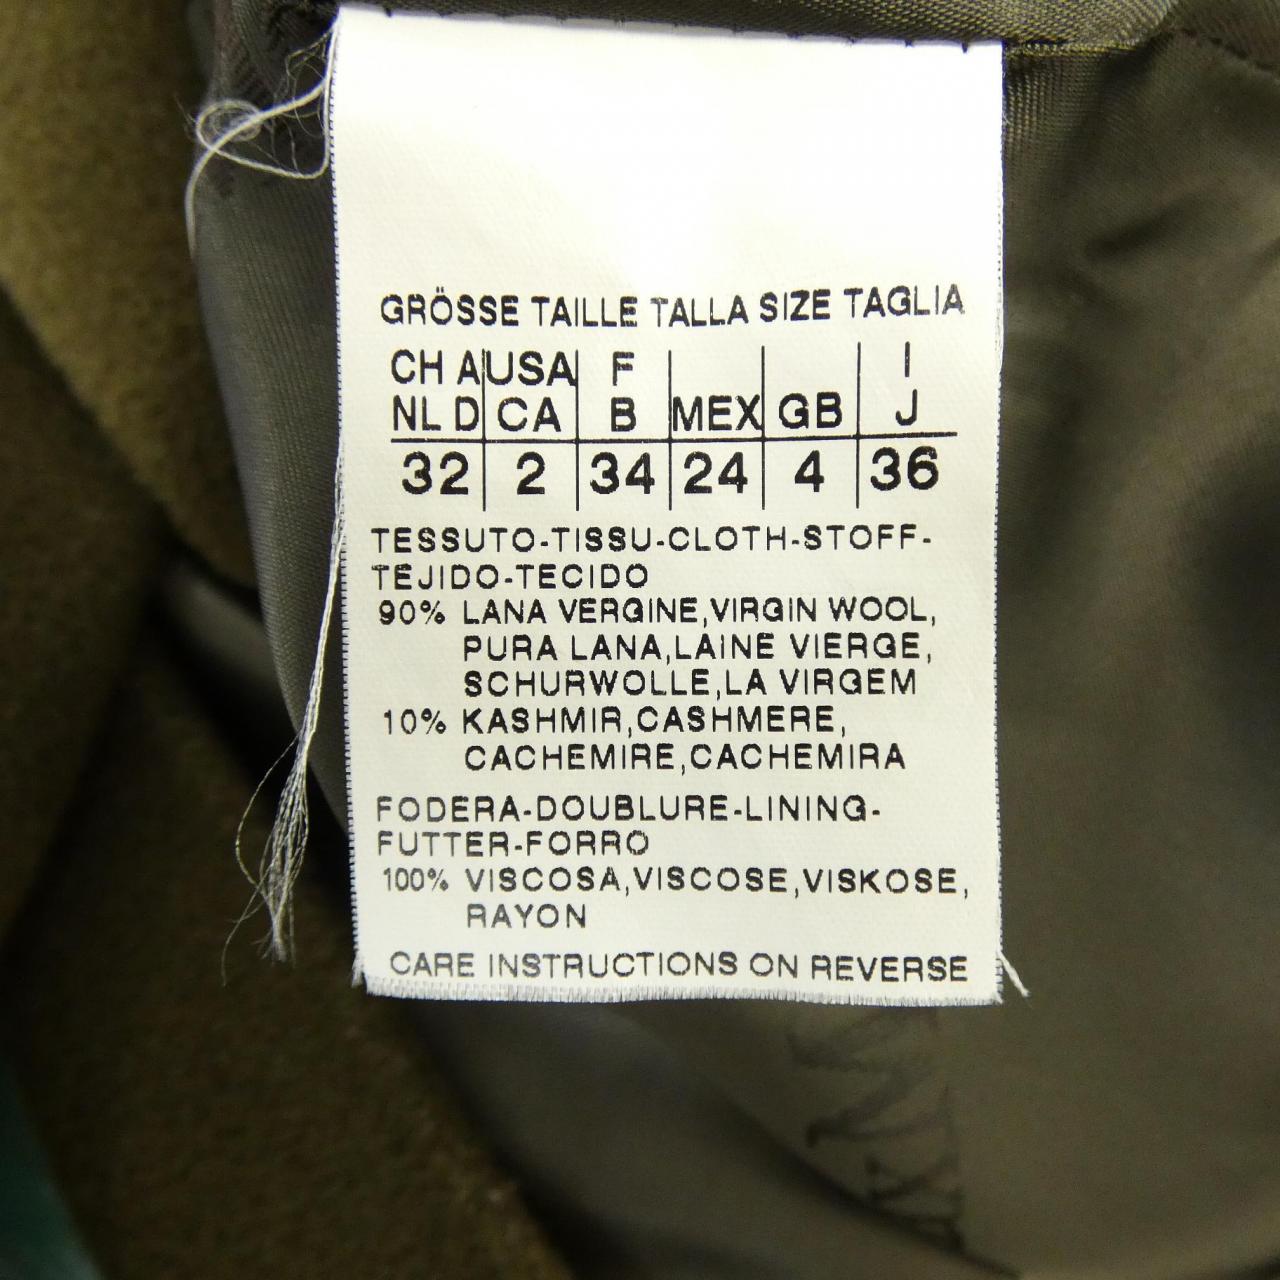 GRÖSSE TAILLE TALLA SIZE TAGLIA
CH A USA F I
NL D CA B MEX GB J
32 2 34 24 4 36
TESSUTO-TISSU-CLOTH-STOFF-
TEJIDO-TECIDO
90% LANA VERGINE,VIRGIN WOOL,
PURA LANA,LAINE VIERGE,
SCHURWOLLE,LA VIRGEM
10% KASHMIR,CASHMERE,
CACHEMIRE,CACHEMIRA
FODERA-DOUBLURE-LINING-
FUTTER-FORRO
100% VISCOSA,VISCOSE,VISKOSE,
RAYON
CARE INSTRUCTIONS ON REVERSE